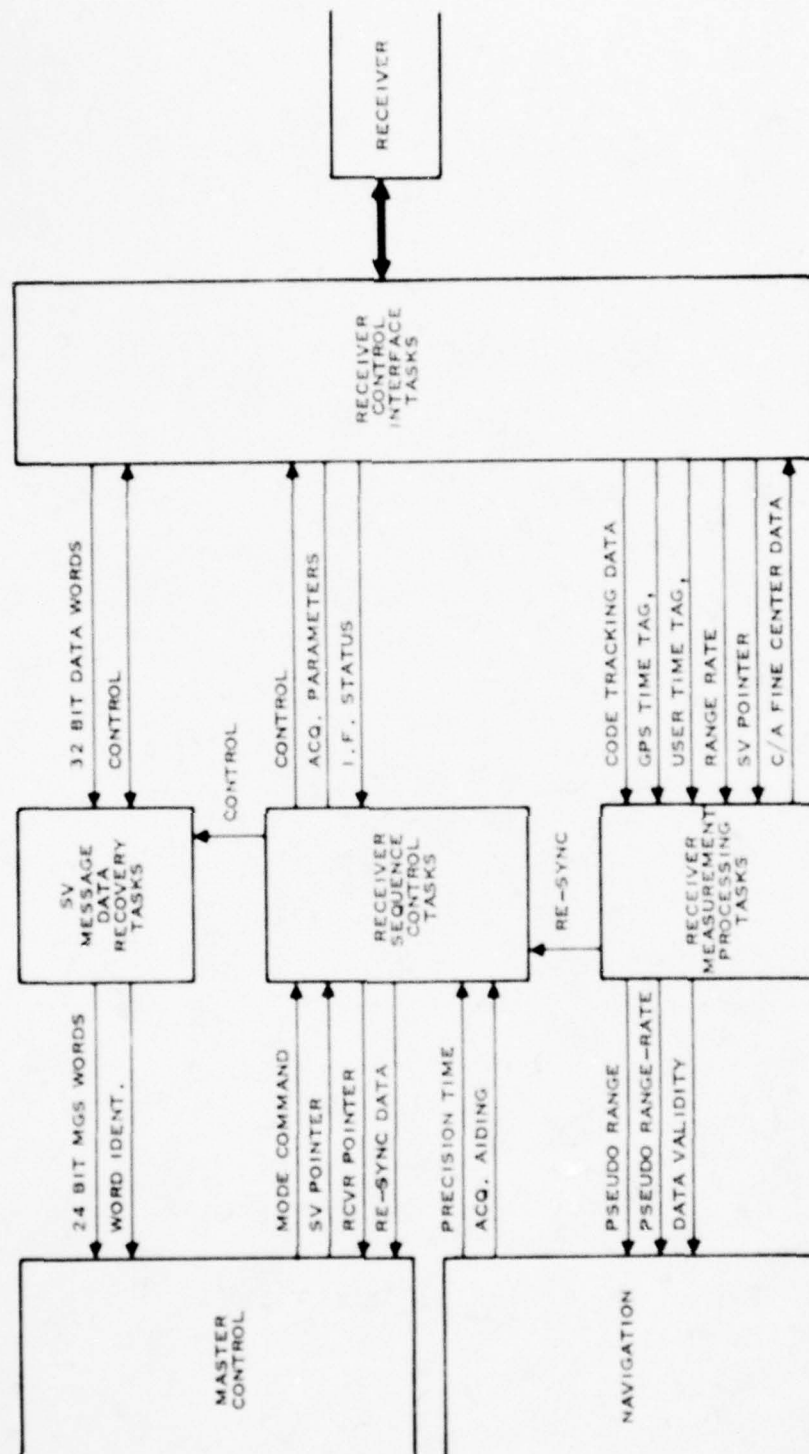 MASTER
CONTROL
NAVIGATION
24 BIT MGS WORDS
WORD IDENT.
MODE COMMAND
SV POINTER
RCVR POINTER
RE-SYNC DATA
PRECISION TIME
ACQ. AIDING
PSEUDO RANGE
PSEUDO RANGE-RATE
DATA VALIDITY
SV
MESSAGE
DATA
RECOVERY
TASKS
CONTROL
RECEIVER
SEQUENCE
CONTROL
TASKS
RE-SYNC
RECEIVER
MEASUREMENT
PROCESSING
TASKS
32 BIT DATA WORDS
CONTROL
CONTROL
ACQ. PARAMETERS
I.F. STATUS
CODE TRACKING DATA
GPS TIME TAG,
USER TIME TAG,
RANGE RATE
SV POINTER
C/A FINE CENTER DATA
RECEIVER
CONTROL
INTERFACE
TASKS
RECEIVER